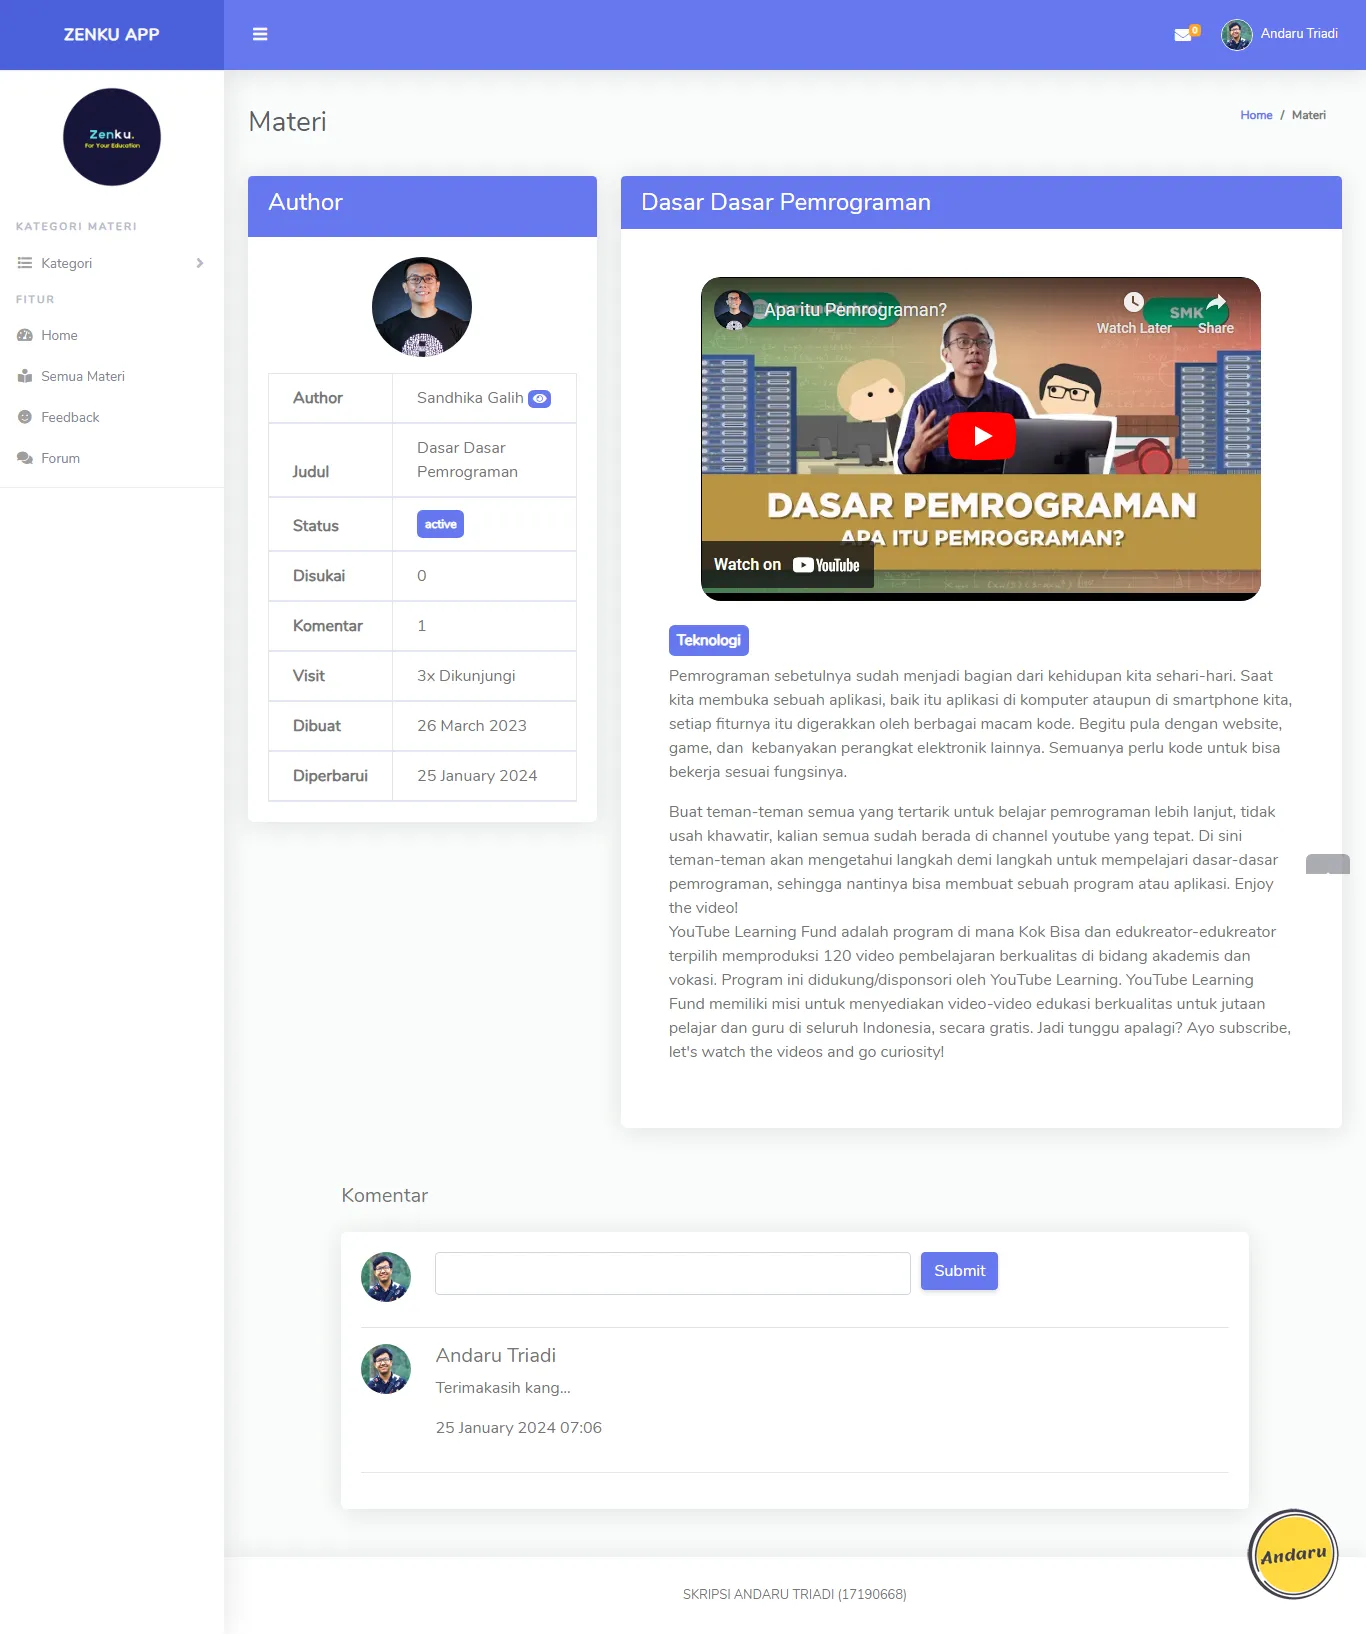 ZENKU APP
0
Andaru Triadi
Zenku.
For Your Education
KATEGORI MATERI
Kategori
FITUR
Home
Semua Materi
Feedback
Forum
Materi
Home / Materi
Author
Author Sandhika Galih
Judul Dasar Dasar
Pemrograman
Status active
Disukai 0
Komentar 1
Visit 3x Dikunjungi
Dibuat 26 March 2023
Diperbarui 25 January 2024
Dasar Dasar Pemrograman
Apa itu Pemrograman?
SMK
Watch Later Share
DASAR PEMROGRAMAN
APA ITU PEMROGRAMAN?
Watch on YouTube
Teknologi
Pemrograman sebetulnya sudah menjadi bagian dari kehidupan kita sehari-hari. Saat
kita membuka sebuah aplikasi, baik itu aplikasi di komputer ataupun di smartphone kita,
setiap fiturnya itu digerakkan oleh berbagai macam kode. Begitu pula dengan website,
game, dan  kebanyakan perangkat elektronik lainnya. Semuanya perlu kode untuk bisa
bekerja sesuai fungsinya.
Buat teman-teman semua yang tertarik untuk belajar pemrograman lebih lanjut, tidak
usah khawatir, kalian semua sudah berada di channel youtube yang tepat. Di sini
teman-teman akan mengetahui langkah demi langkah untuk mempelajari dasar-dasar
pemrograman, sehingga nantinya bisa membuat sebuah program atau aplikasi. Enjoy
the video!
YouTube Learning Fund adalah program di mana Kok Bisa dan edukreator-edukreator
terpilih memproduksi 120 video pembelajaran berkualitas di bidang akademis dan
vokasi. Program ini didukung/disponsori oleh YouTube Learning. YouTube Learning
Fund memiliki misi untuk menyediakan video-video edukasi berkualitas untuk jutaan
pelajar dan guru di seluruh Indonesia, secara gratis. Jadi tunggu apalagi? Ayo subscribe,
let's watch the videos and go curiosity!
Komentar
Submit
Andaru Triadi
Terimakasih kang...
25 January 2024 07:06
Andaru
SKRIPSI ANDARU TRIADI (17190668)